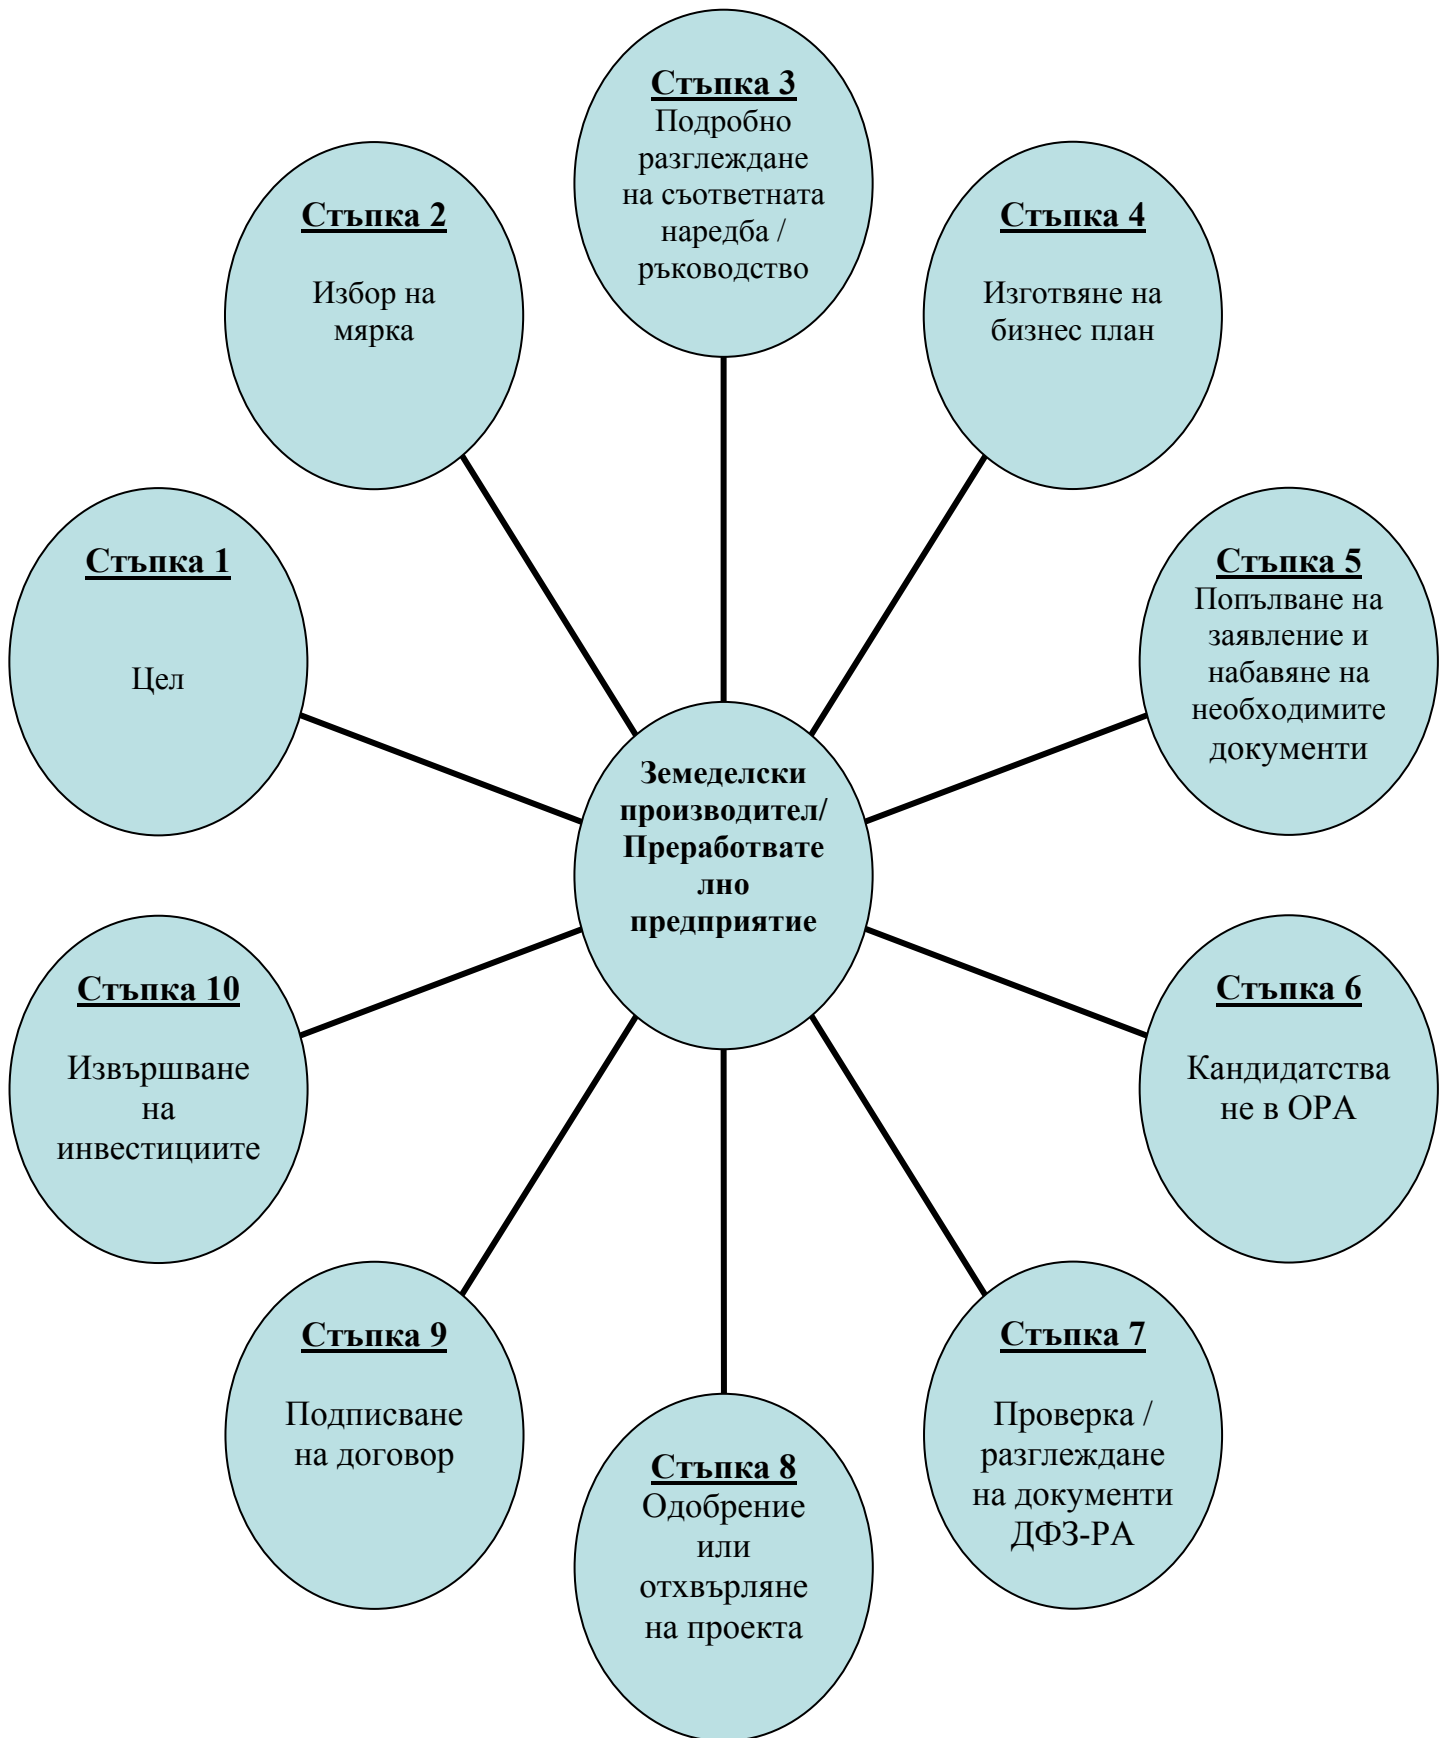 Стъпка 1
Цел
Стъпка 2
Избор на
мярка
Стъпка 3
Подробно
разглеждане
на съответната
наредба /
ръководство
Стъпка 4
Изготвяне на
бизнес план
Стъпка 5
Попълване на
заявление и
набавяне на
необходимите
документи
Стъпка 6
Кандидатства
не в ОРА
Стъпка 7
Проверка /
разглеждане
на документи
ДФЗ-РА
Стъпка 8
Одобрение
или
отхвърляне
на проекта
Стъпка 9
Подписване
на договор
Стъпка 10
Извършване
на
инвестициите
Земеделски
производител/
Преработвате
лно
предприятие